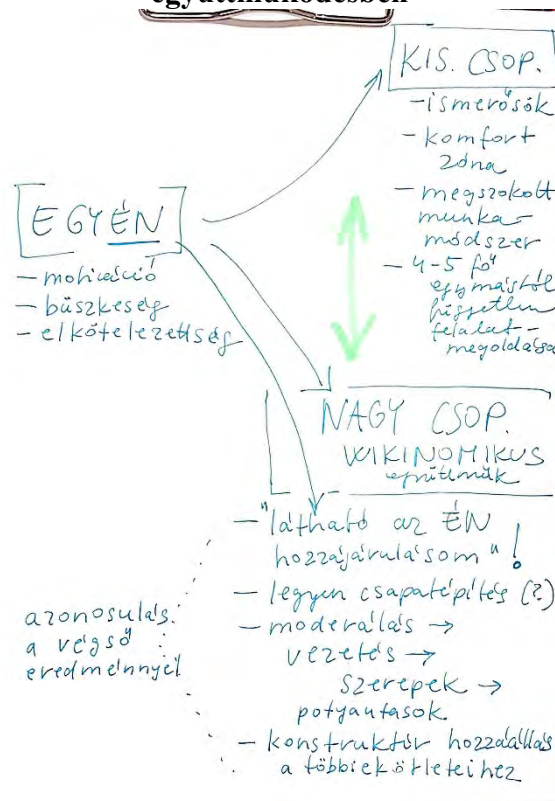 együttműködésben
KIS. CSOP.
- ismerősök
- komfort
zóna
- megszokott
munka-
módszer
- 4-5 fő
egymástól
független
felalat-
megoldása
EGYÉN
- motiváció
- büszkeség
- elkötelezettség
NAGY CSOP.
WIKINOMIKUS
együttmük
- "látható az ÉN
hozzájárulásom"!
- legyen csapatépítés (?)
- moderálás →
vezetés →
szerepek →
potyautasok
- konstruktív hozzáállás
a többiek ötleteihez
azonosulás
a végső
eredménnyel